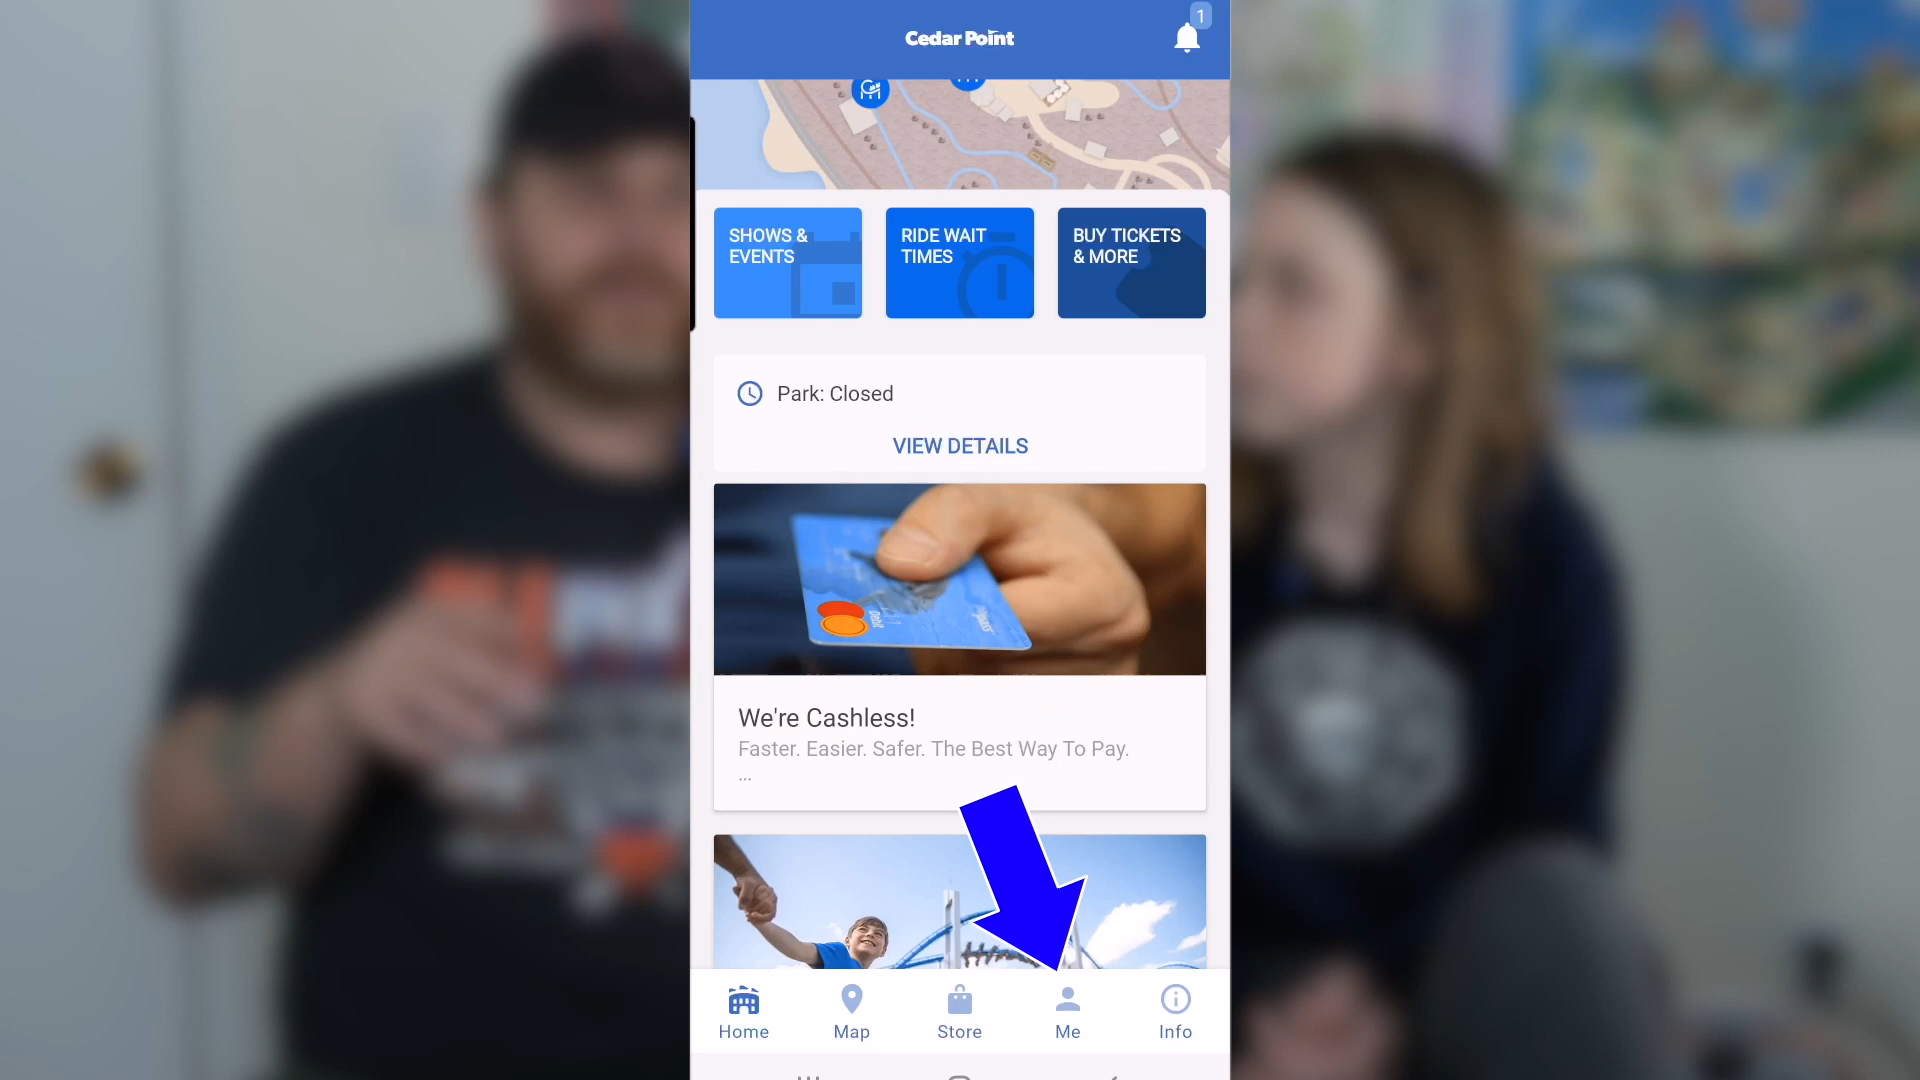 1
Cedar Point
SHOWS &
EVENTS
RIDE WAIT
TIMES
BUY TICKETS
& MORE
Park: Closed
VIEW DETAILS
We're Cashless!
Faster. Easier. Safer. The Best Way To Pay.
...
Home
Map
Store
Me
Info